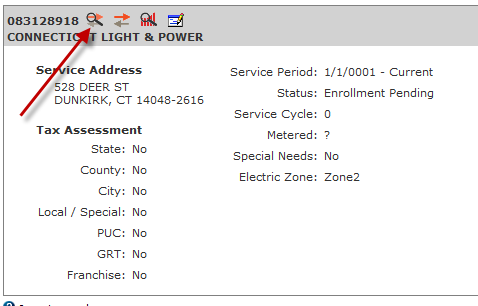 083128918
CONNECTICUT LIGHT & POWER
Service Address
528 DEER ST
DUNKIRK, CT 14048-2616
Tax Assessment
State: No
County: No
City: No
Local / Special: No
PUC: No
GRT: No
Franchise: No
Service Period: 1/1/0001 - Current
Status: Enrollment Pending
Service Cycle: 0
Metered: ?
Special Needs: No
Electric Zone: Zone2